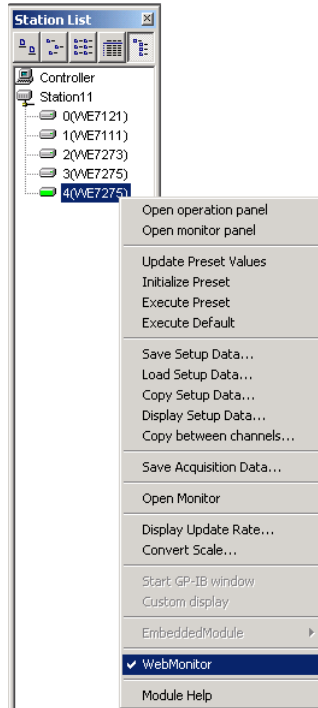 Station List
Controller
Station11
0(WE7121)
1(WE7111)
2(WE7273)
3(WE7275)
4(WE7275)
Open operation panel
Open monitor panel
Update Preset Values
Initialize Preset
Execute Preset
Execute Default
Save Setup Data...
Load Setup Data...
Copy Setup Data...
Display Setup Data...
Copy between channels...
Save Acquisition Data...
Open Monitor
Display Update Rate...
Convert Scale...
Start GP-IB window
Custom display
EmbeddedModule
WebMonitor
Module Help